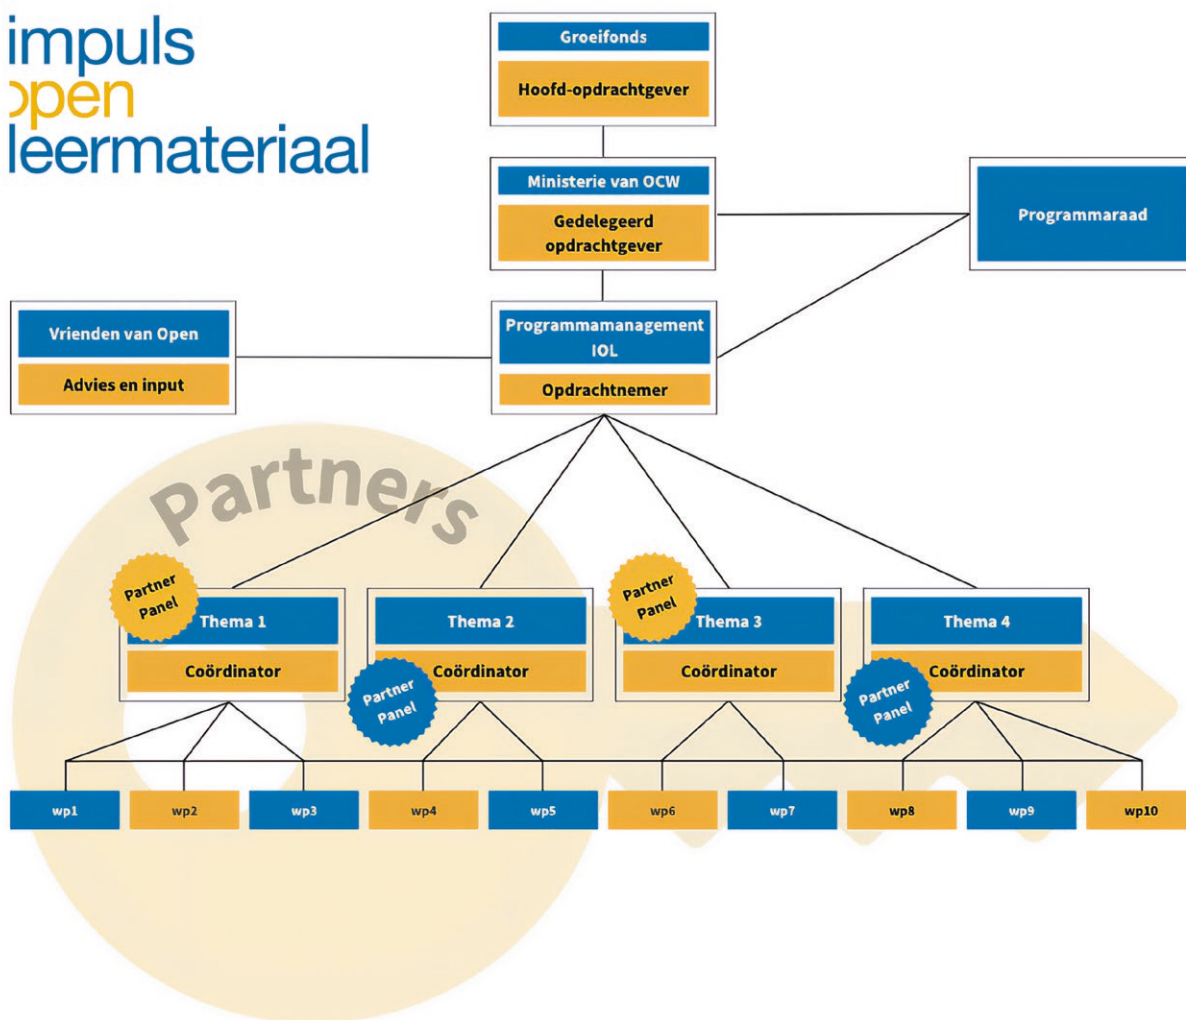 impuls
open
leermateriaal
Groeifonds
Hoofd-opdrachtgever
Ministerie van OCW
Gedelegeerd
opdrachtgever
Programmaraad
Vrienden van Open
Advies en input
Programmamanagement
IOL
Opdrachtnemer
Partners
Partner
Panel
Thema 1
Coördinator
Thema 2
Coördinator
Partner
Panel
Partner
Panel
Thema 3
Coördinator
Thema 4
Coördinator
Partner
Panel
wp1
wp2
wp3
wp4
wp5
wp6
wp7
wp8
wp9
wp10